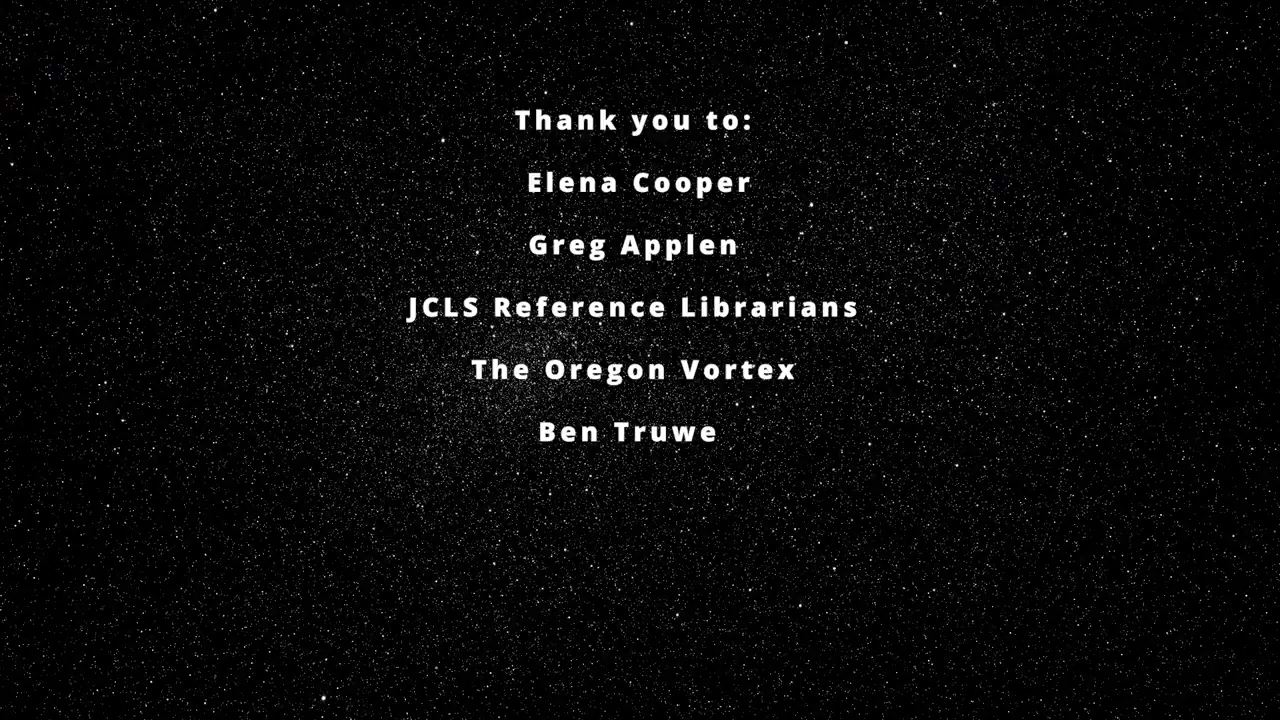 Thank you to:
Elena Cooper
Greg Applen
JCLS Reference Librarians
The Oregon Vortex
Ben Truwe